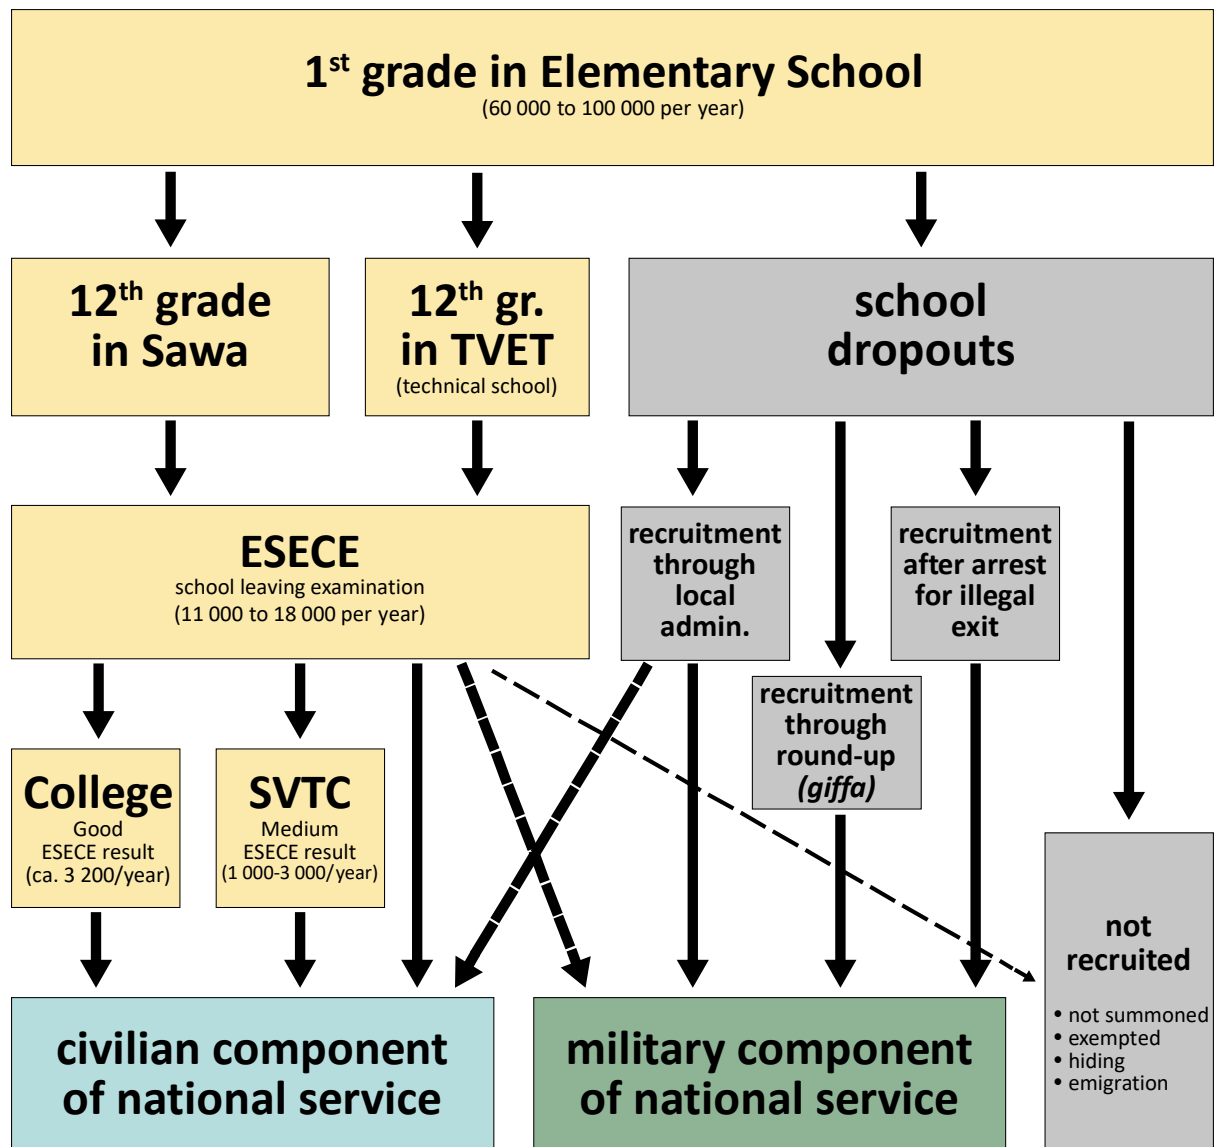 1st grade in Elementary School
(60 000 to 100 000 per year)
12th grade
in Sawa
12th gr.
in TVET
(technical school)
school
dropouts
ESECE
school leaving examination
(11 000 to 18 000 per year)
recruitment
through
local
admin.
recruitment
after arrest
for illegal
exit
recruitment
through
round-up
(giffa)
College
Good
ESECE result
(ca. 3 200/year)
SVTC
Medium
ESECE result
(1 000-3 000/year)
not
recruited
• not summoned
• exempted
• hiding
• emigration
civilian component
of national service
military component
of national service